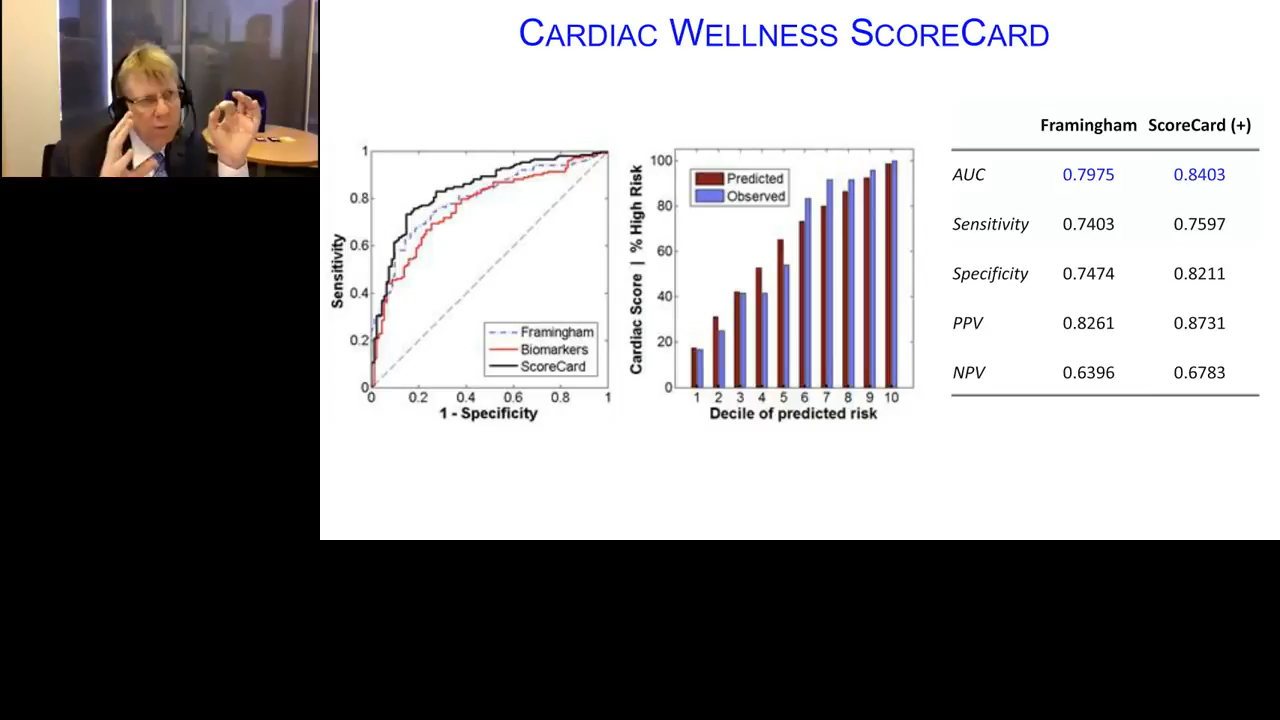 CARDIAC WELLNESS SCORECARD
1
0.8
0.6
0.4
0.2
0
Sensitivity
0 0.2 0.4 0.6 0.8 1
1 - Specificity
Framingham
Biomarkers
ScoreCard
100
80
60
40
20
0
Cardiac Score | % High Risk
Predicted
Observed
1 2 3 4 5 6 7 8 9 10
Decile of predicted risk
Framingham ScoreCard (+)
AUC 0.7975 0.8403
Sensitivity 0.7403 0.7597
Specificity 0.7474 0.8211
PPV 0.8261 0.8731
NPV 0.6396 0.6783